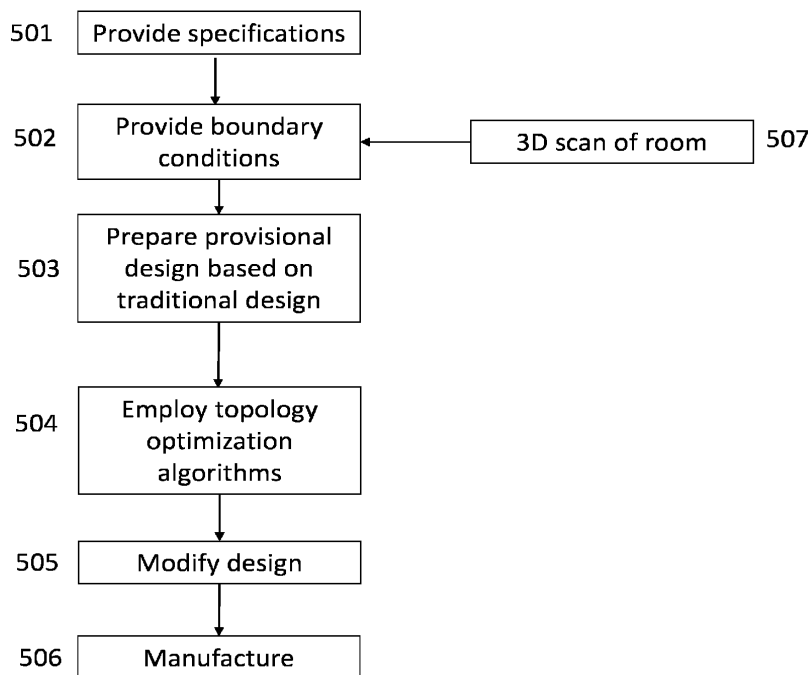 501
Provide specifications
502
Provide boundary
conditions
3D scan of room
507
503
Prepare provisional
design based on
traditional design
504
Employ topology
optimization
algorithms
505
Modify design
506
Manufacture